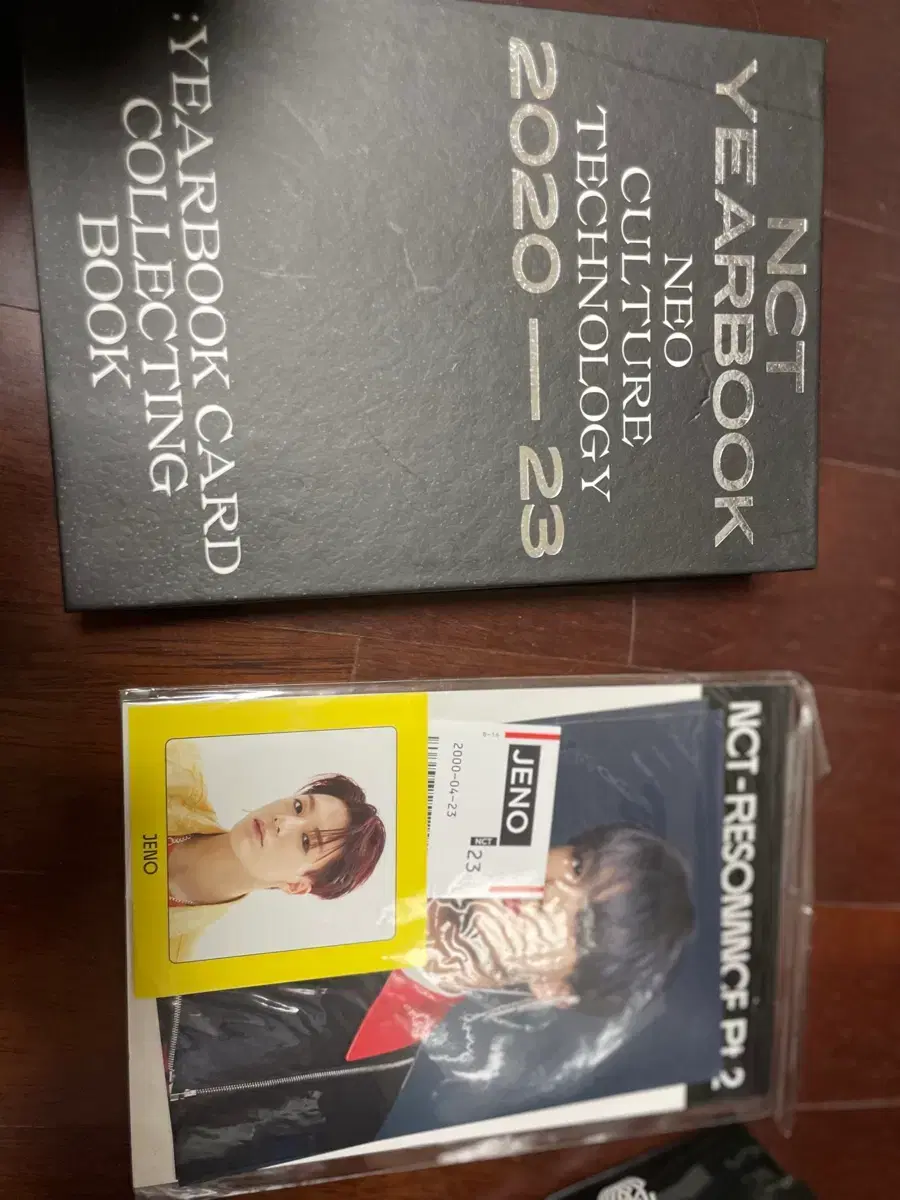 NCT
YEARBOOK
NEO
CULTURE
TECHNOLOGY
2020 — 23
:YEARBOOK CARD
COLLECTING
BOOK
NCT - RESONANCE Pt. 2
JENO
NCT
23
2000-04-23
JENO